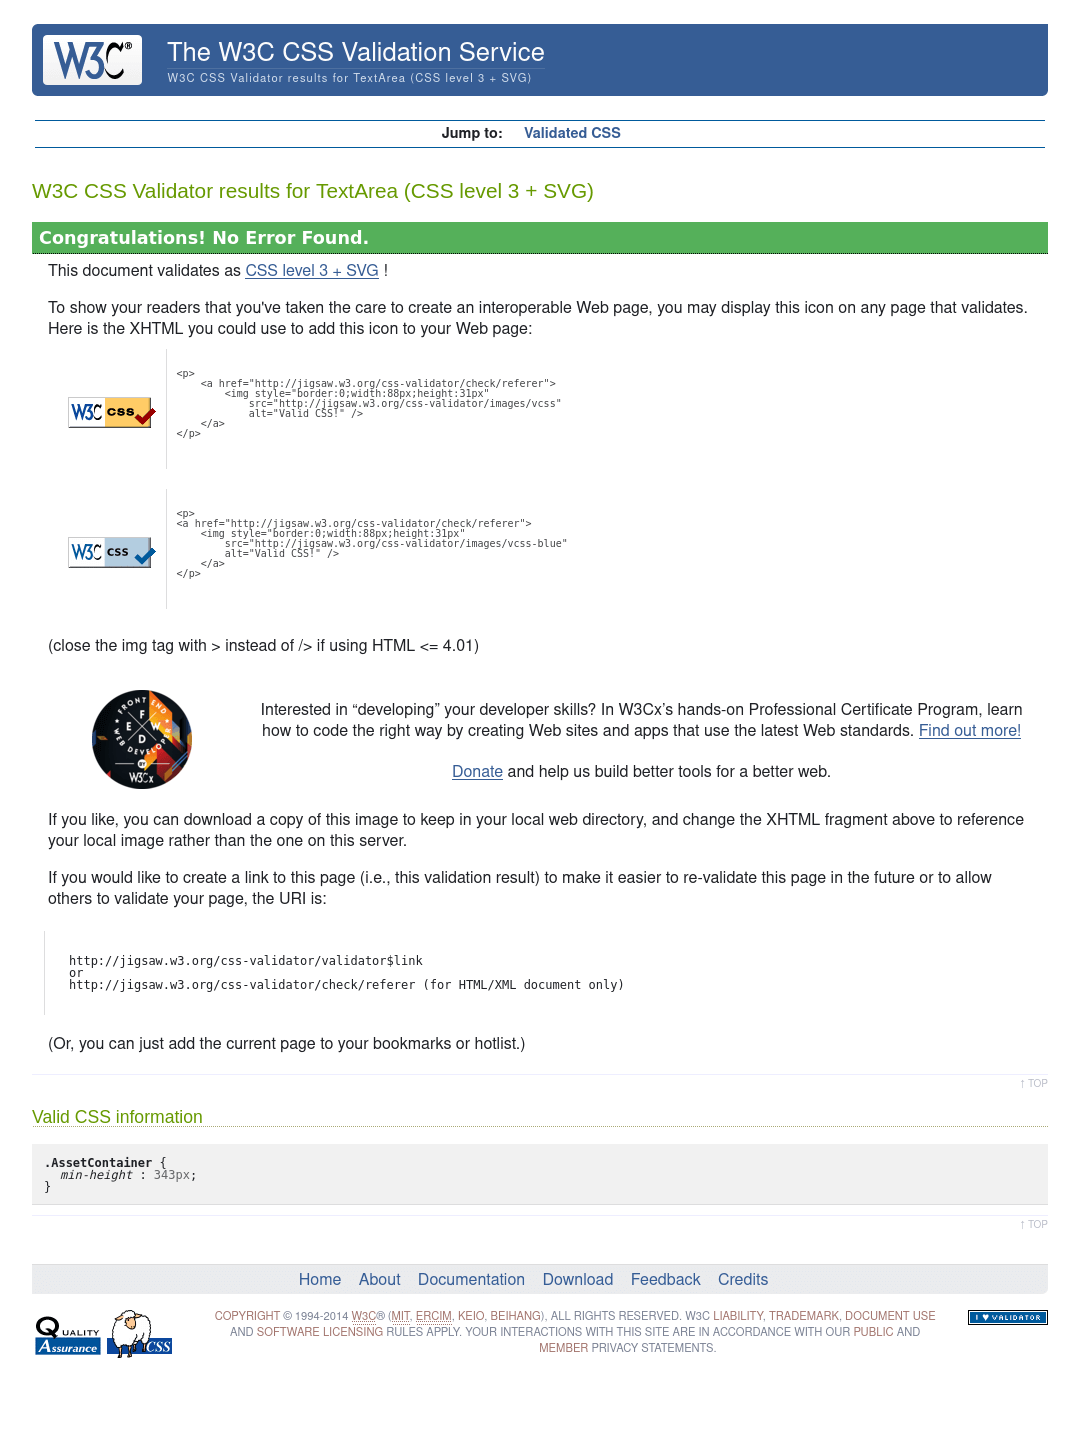 W3C®
The W3C CSS Validation Service
W3C CSS Validator results for TextArea (CSS level 3 + SVG)
Jump to: Validated CSS
W3C CSS Validator results for TextArea (CSS level 3 + SVG)
Congratulations! No Error Found.
This document validates as CSS level 3 + SVG !
To show your readers that you've taken the care to create an interoperable Web page, you may display this icon on any page that validates.
Here is the XHTML you could use to add this icon to your Web page:
W3C CSS
<p>
<a href="http://jigsaw.w3.org/css-validator/check/referer">
<img style="border:0;width:88px;height:31px"
src="http://jigsaw.w3.org/css-validator/images/vcss"
alt="Valid CSS!" />
</a>
</p>
W3C CSS
<p>
<a href="http://jigsaw.w3.org/css-validator/check/referer">
<img style="border:0;width:88px;height:31px"
src="http://jigsaw.w3.org/css-validator/images/vcss-blue"
alt="Valid CSS!" />
</a>
</p>
(close the img tag with > instead of /> if using HTML <= 4.01)
FRONT END
F
E W
D
WEB DEVELOPER
W3Cx
Interested in “developing” your developer skills? In W3Cx’s hands-on Professional Certificate Program, learn
how to code the right way by creating Web sites and apps that use the latest Web standards. Find out more!
Donate and help us build better tools for a better web.
If you like, you can download a copy of this image to keep in your local web directory, and change the XHTML fragment above to reference
your local image rather than the one on this server.
If you would like to create a link to this page (i.e., this validation result) to make it easier to re-validate this page in the future or to allow
others to validate your page, the URI is:
http://jigsaw.w3.org/css-validator/validator$link
or
http://jigsaw.w3.org/css-validator/check/referer (for HTML/XML document only)
(Or, you can just add the current page to your bookmarks or hotlist.)
↑ TOP
Valid CSS information
.AssetContainer {
min-height : 343px;
}
↑ TOP
Home About Documentation Download Feedback Credits
Quality
Assurance
CSS
COPYRIGHT © 1994-2014 W3C® (MIT, ERCIM, KEIO, BEIHANG), ALL RIGHTS RESERVED. W3C LIABILITY, TRADEMARK, DOCUMENT USE
AND SOFTWARE LICENSING RULES APPLY. YOUR INTERACTIONS WITH THIS SITE ARE IN ACCORDANCE WITH OUR PUBLIC AND
MEMBER PRIVACY STATEMENTS.
I ♥ VALIDATOR